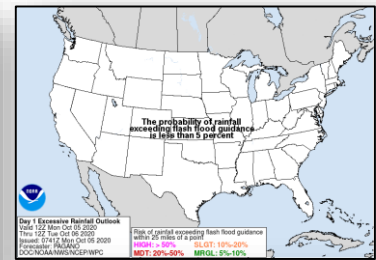 The probability of rainfall
exceeding flash flood guidance
is less than 5 percent
Day 1 Excessive Rainfall Outlook
Valid 12Z Mon Oct 05 2020
Thru 12Z Tue Oct 06 2020
Issued: 0741Z Mon Oct 05 2020
Forecaster: PAGANO
DOC/NOAA/NWS/NCEP/WPC
Risk of rainfall exceeding flash flood guidance
within 25 miles of a point
HIGH: > 50% SLGT: 10%-20%
MDT: 20%-50% MRGL: 5%-10%